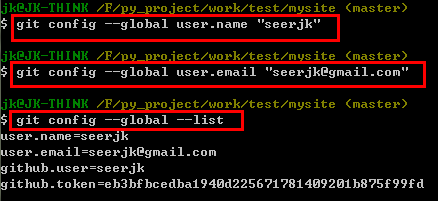 jk@JK-THINK /F/py_project/work/test/mysite (master)
$ git config --global user.name "seerjk"
jk@JK-THINK /F/py_project/work/test/mysite (master)
$ git config --global user.email "seerjk@gmail.com"
jk@JK-THINK /F/py_project/work/test/mysite (master)
$ git config --global --list
user.name=seerjk
user.email=seerjk@gmail.com
github.user=seerjk
github.token=eb3bfbcedba1940d225671781409201b875f99fd